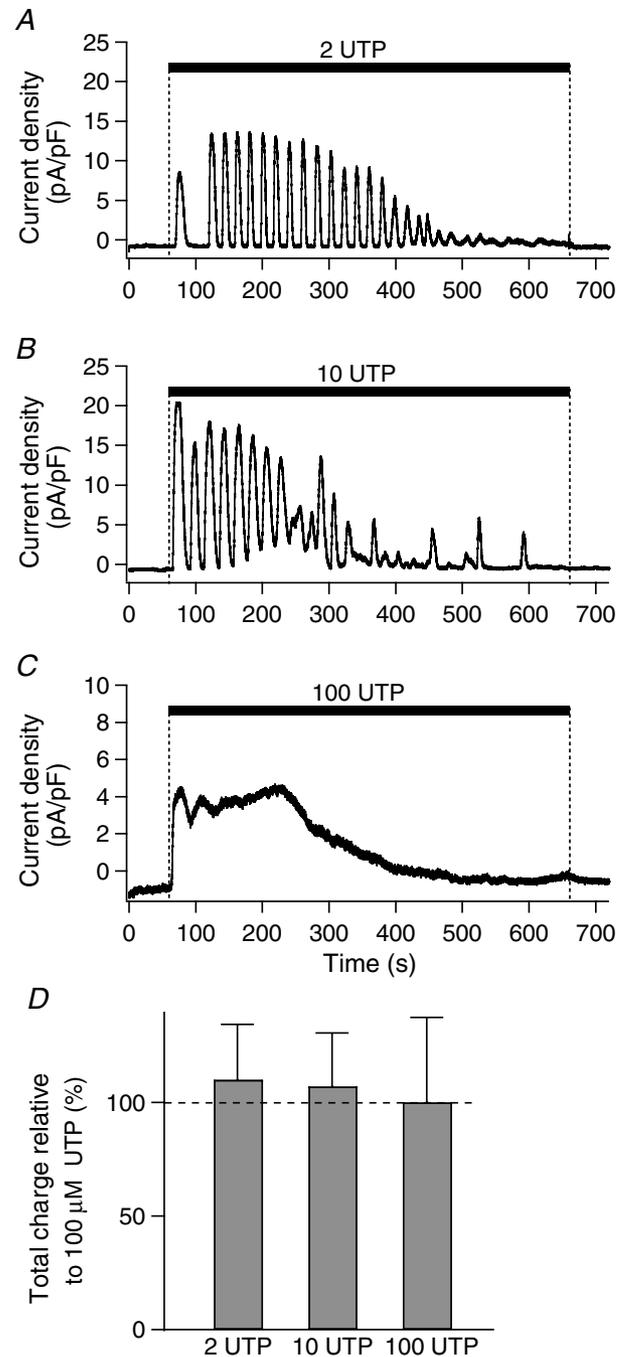 A
25
2 UTP
20
15
10
5
0
Current density
(pA/pF)
0 100 200 300 400 500 600 700
B
25
10 UTP
20
15
10
5
0
Current density
(pA/pF)
0 100 200 300 400 500 600 700
C
10
100 UTP
8
6
4
2
0
Current density
(pA/pF)
0 100 200 300 400 500 600 700
Time (s)
D
100
50
0
Total charge relative
to 100 μM UTP (%)
2 UTP 10 UTP 100 UTP